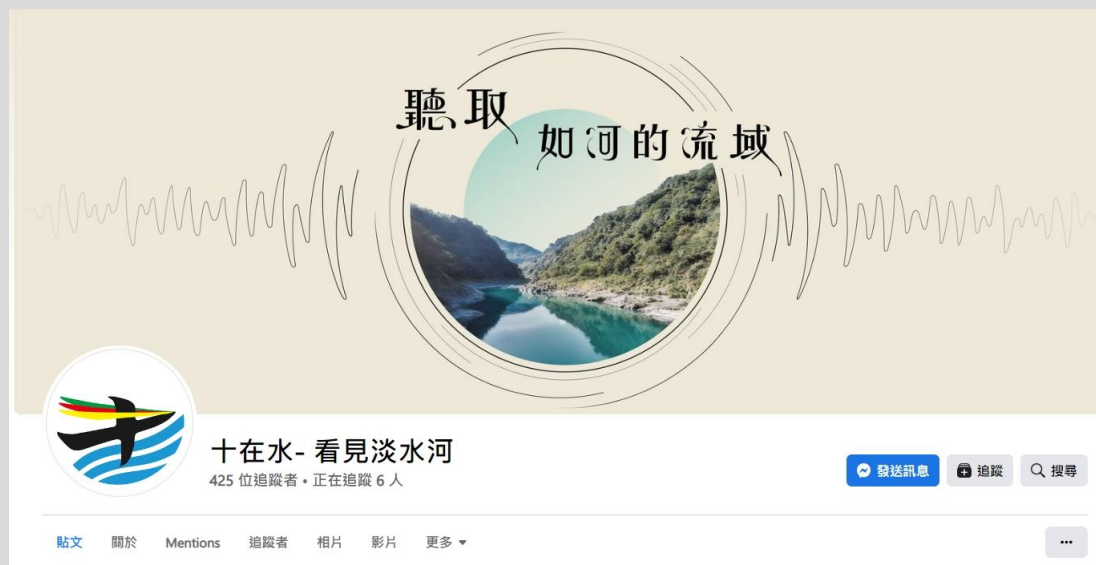 聽取
如河的流域
十在水- 看見淡水河
425 位追蹤者 • 正在追蹤 6 人
發送訊息 追蹤 搜尋
貼文 關於 Mentions 追蹤者 相片 影片 更多